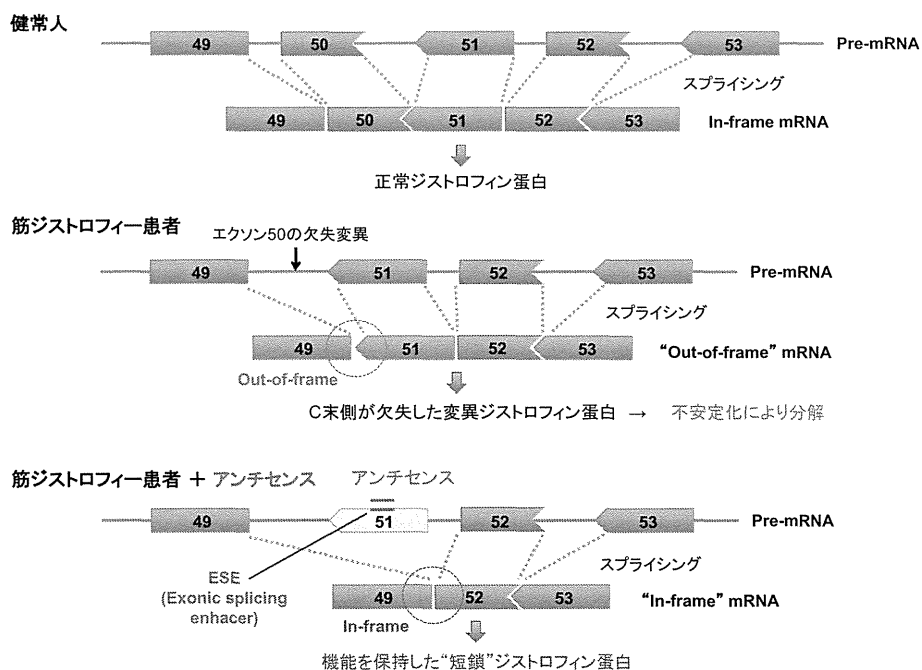 健常人
49 50 51 52 53 Pre-mRNA
スプライシング
49 50 51 52 53 In-frame mRNA
正常ジストロフィン蛋白
筋ジストロフィー患者
エクソン50の欠失変異
49 51 52 53 Pre-mRNA
スプライシング
49 51 52 53 “Out-of-frame” mRNA
Out-of-frame
C末側が欠失した変異ジストロフィン蛋白 → 不安定化により分解
筋ジストロフィー患者 + アンチセンス アンチセンス
49 51 52 53 Pre-mRNA
スプライシング
ESE
(Exonic splicing
enhacer)
49 52 53 “In-frame” mRNA
In-frame
機能を保持した“短鎖”ジストロフィン蛋白